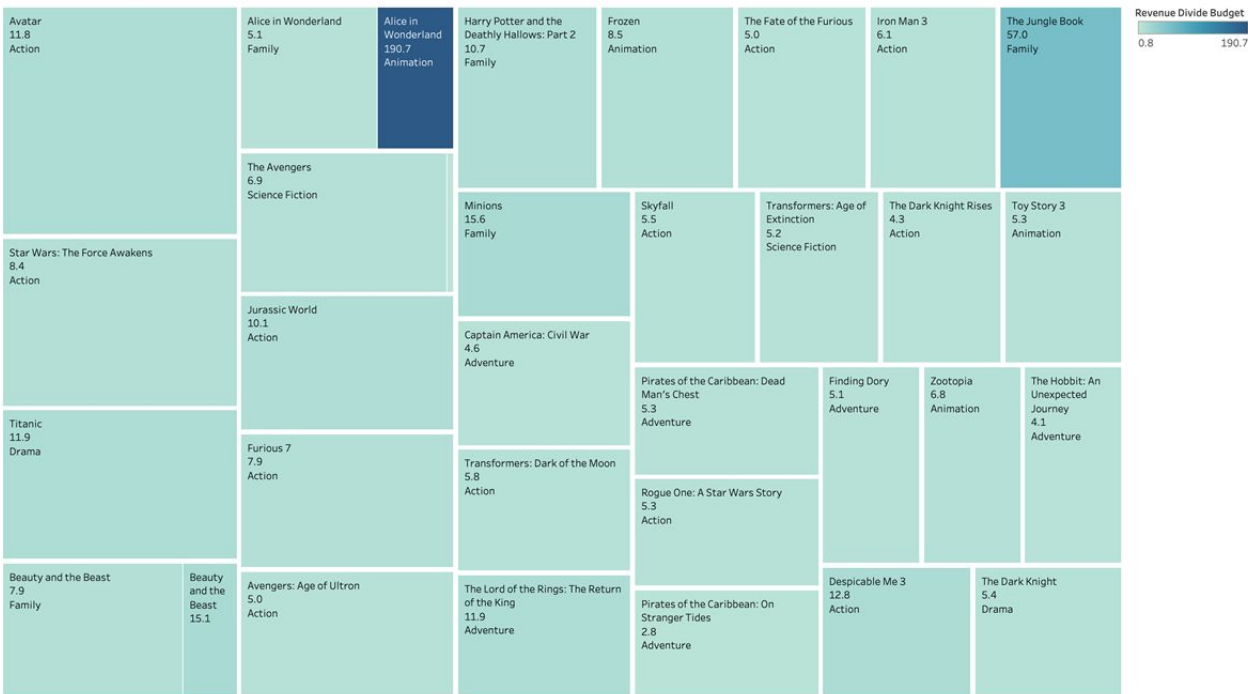 Avatar
11.8
Action
Star Wars: The Force Awakens
8.4
Action
Titanic
11.9
Drama
Beauty and the Beast
7.9
Family
Beauty
and the
Beast
15.1
Alice in Wonderland
5.1
Family
Alice in
Wonderland
190.7
Animation
The Avengers
6.9
Science Fiction
Jurassic World
10.1
Action
Furious 7
7.9
Action
Avengers: Age of Ultron
5.0
Action
Harry Potter and the
Deathly Hallows: Part 2
10.7
Family
Frozen
8.5
Animation
The Fate of the Furious
5.0
Action
Iron Man 3
6.1
Action
The Jungle Book
57.0
Family
Minions
15.6
Family
Captain America: Civil War
4.6
Adventure
Transformers: Dark of the Moon
5.8
Action
The Lord of the Rings: The Return
of the King
11.9
Adventure
Skyfall
5.5
Action
Transformers: Age of
Extinction
5.2
Science Fiction
The Dark Knight Rises
4.3
Action
Toy Story 3
5.3
Animation
Pirates of the Caribbean: Dead
Man's Chest
5.3
Adventure
Rogue One: A Star Wars Story
5.3
Action
Pirates of the Caribbean: On
Stranger Tides
2.8
Adventure
Finding Dory
5.1
Adventure
Zootopia
6.8
Animation
The Hobbit: An
Unexpected
Journey
4.1
Adventure
Despicable Me 3
12.8
Action
The Dark Knight
5.4
Drama
Revenue Divide Budget
0.8 190.7